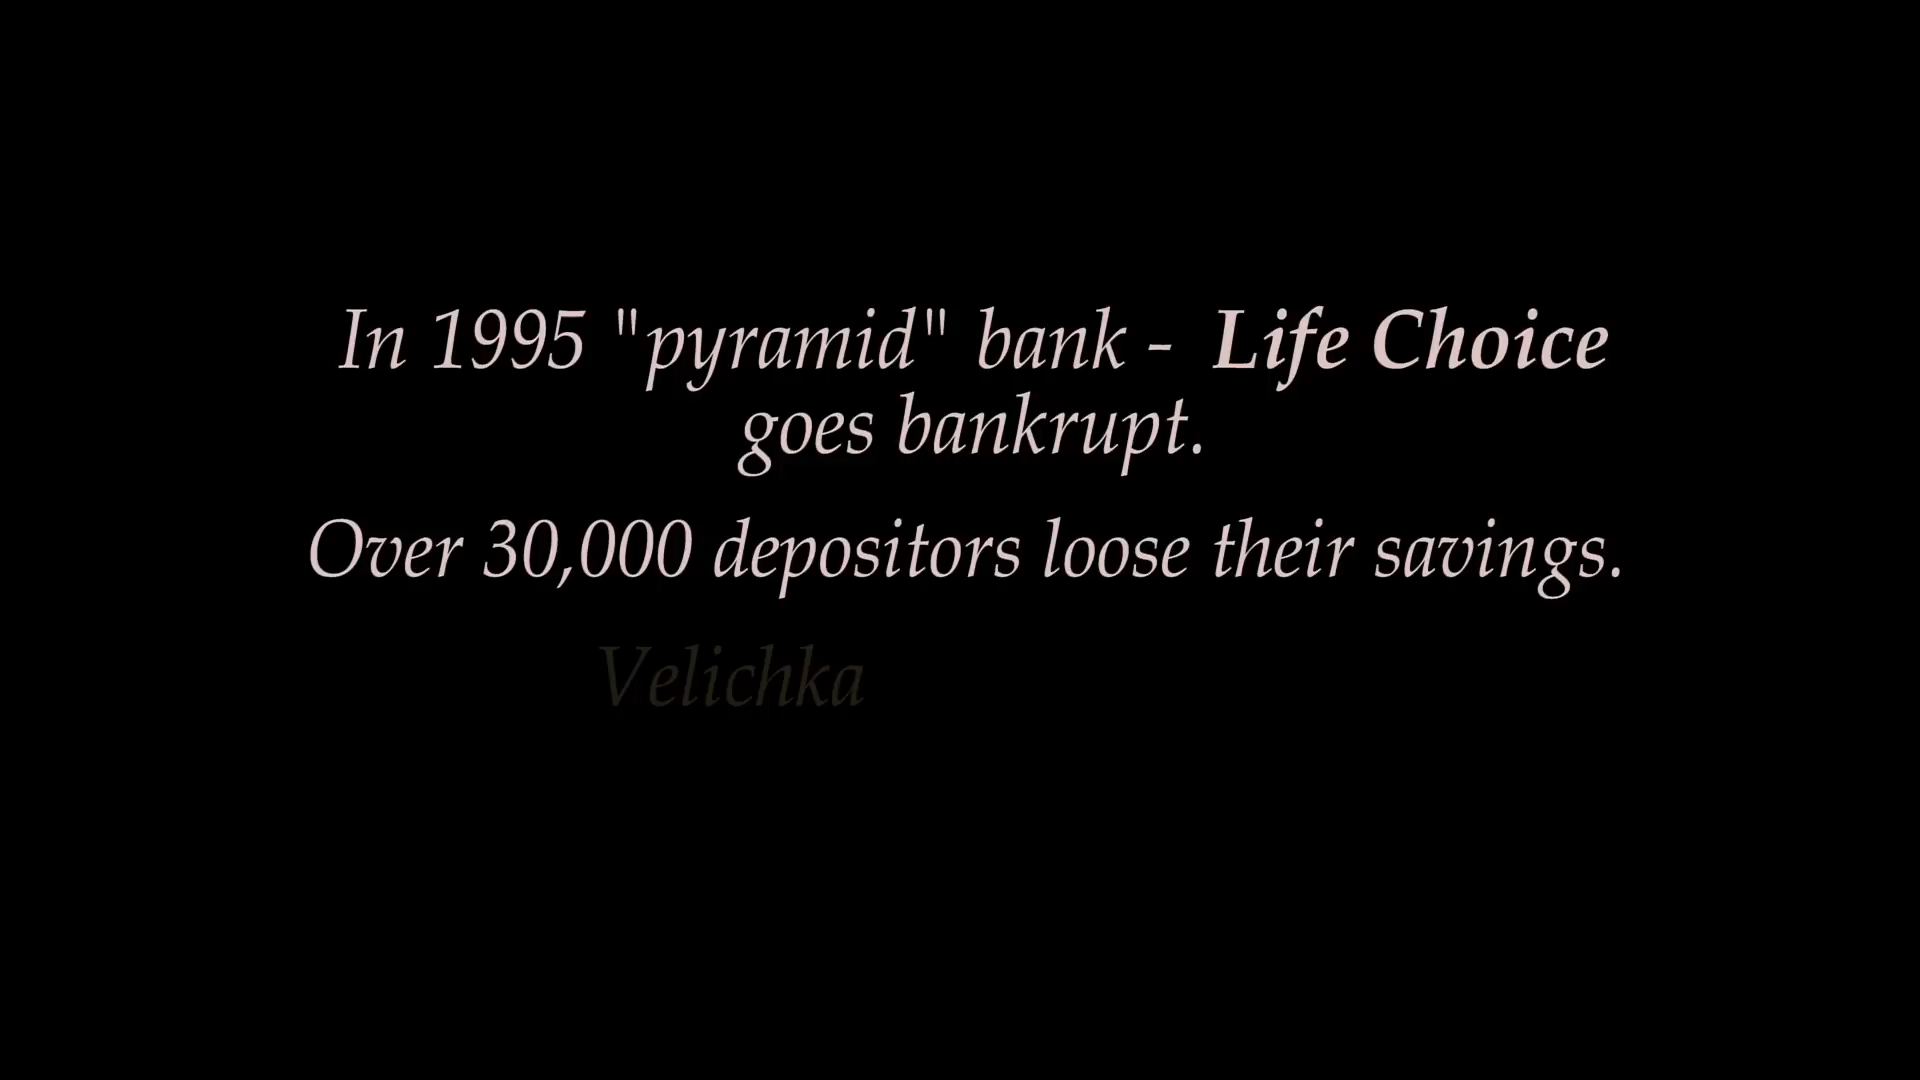 In 1995 "pyramid" bank - Life Choice
goes bankrupt.
Over 30,000 depositors loose their savings.
Velichka